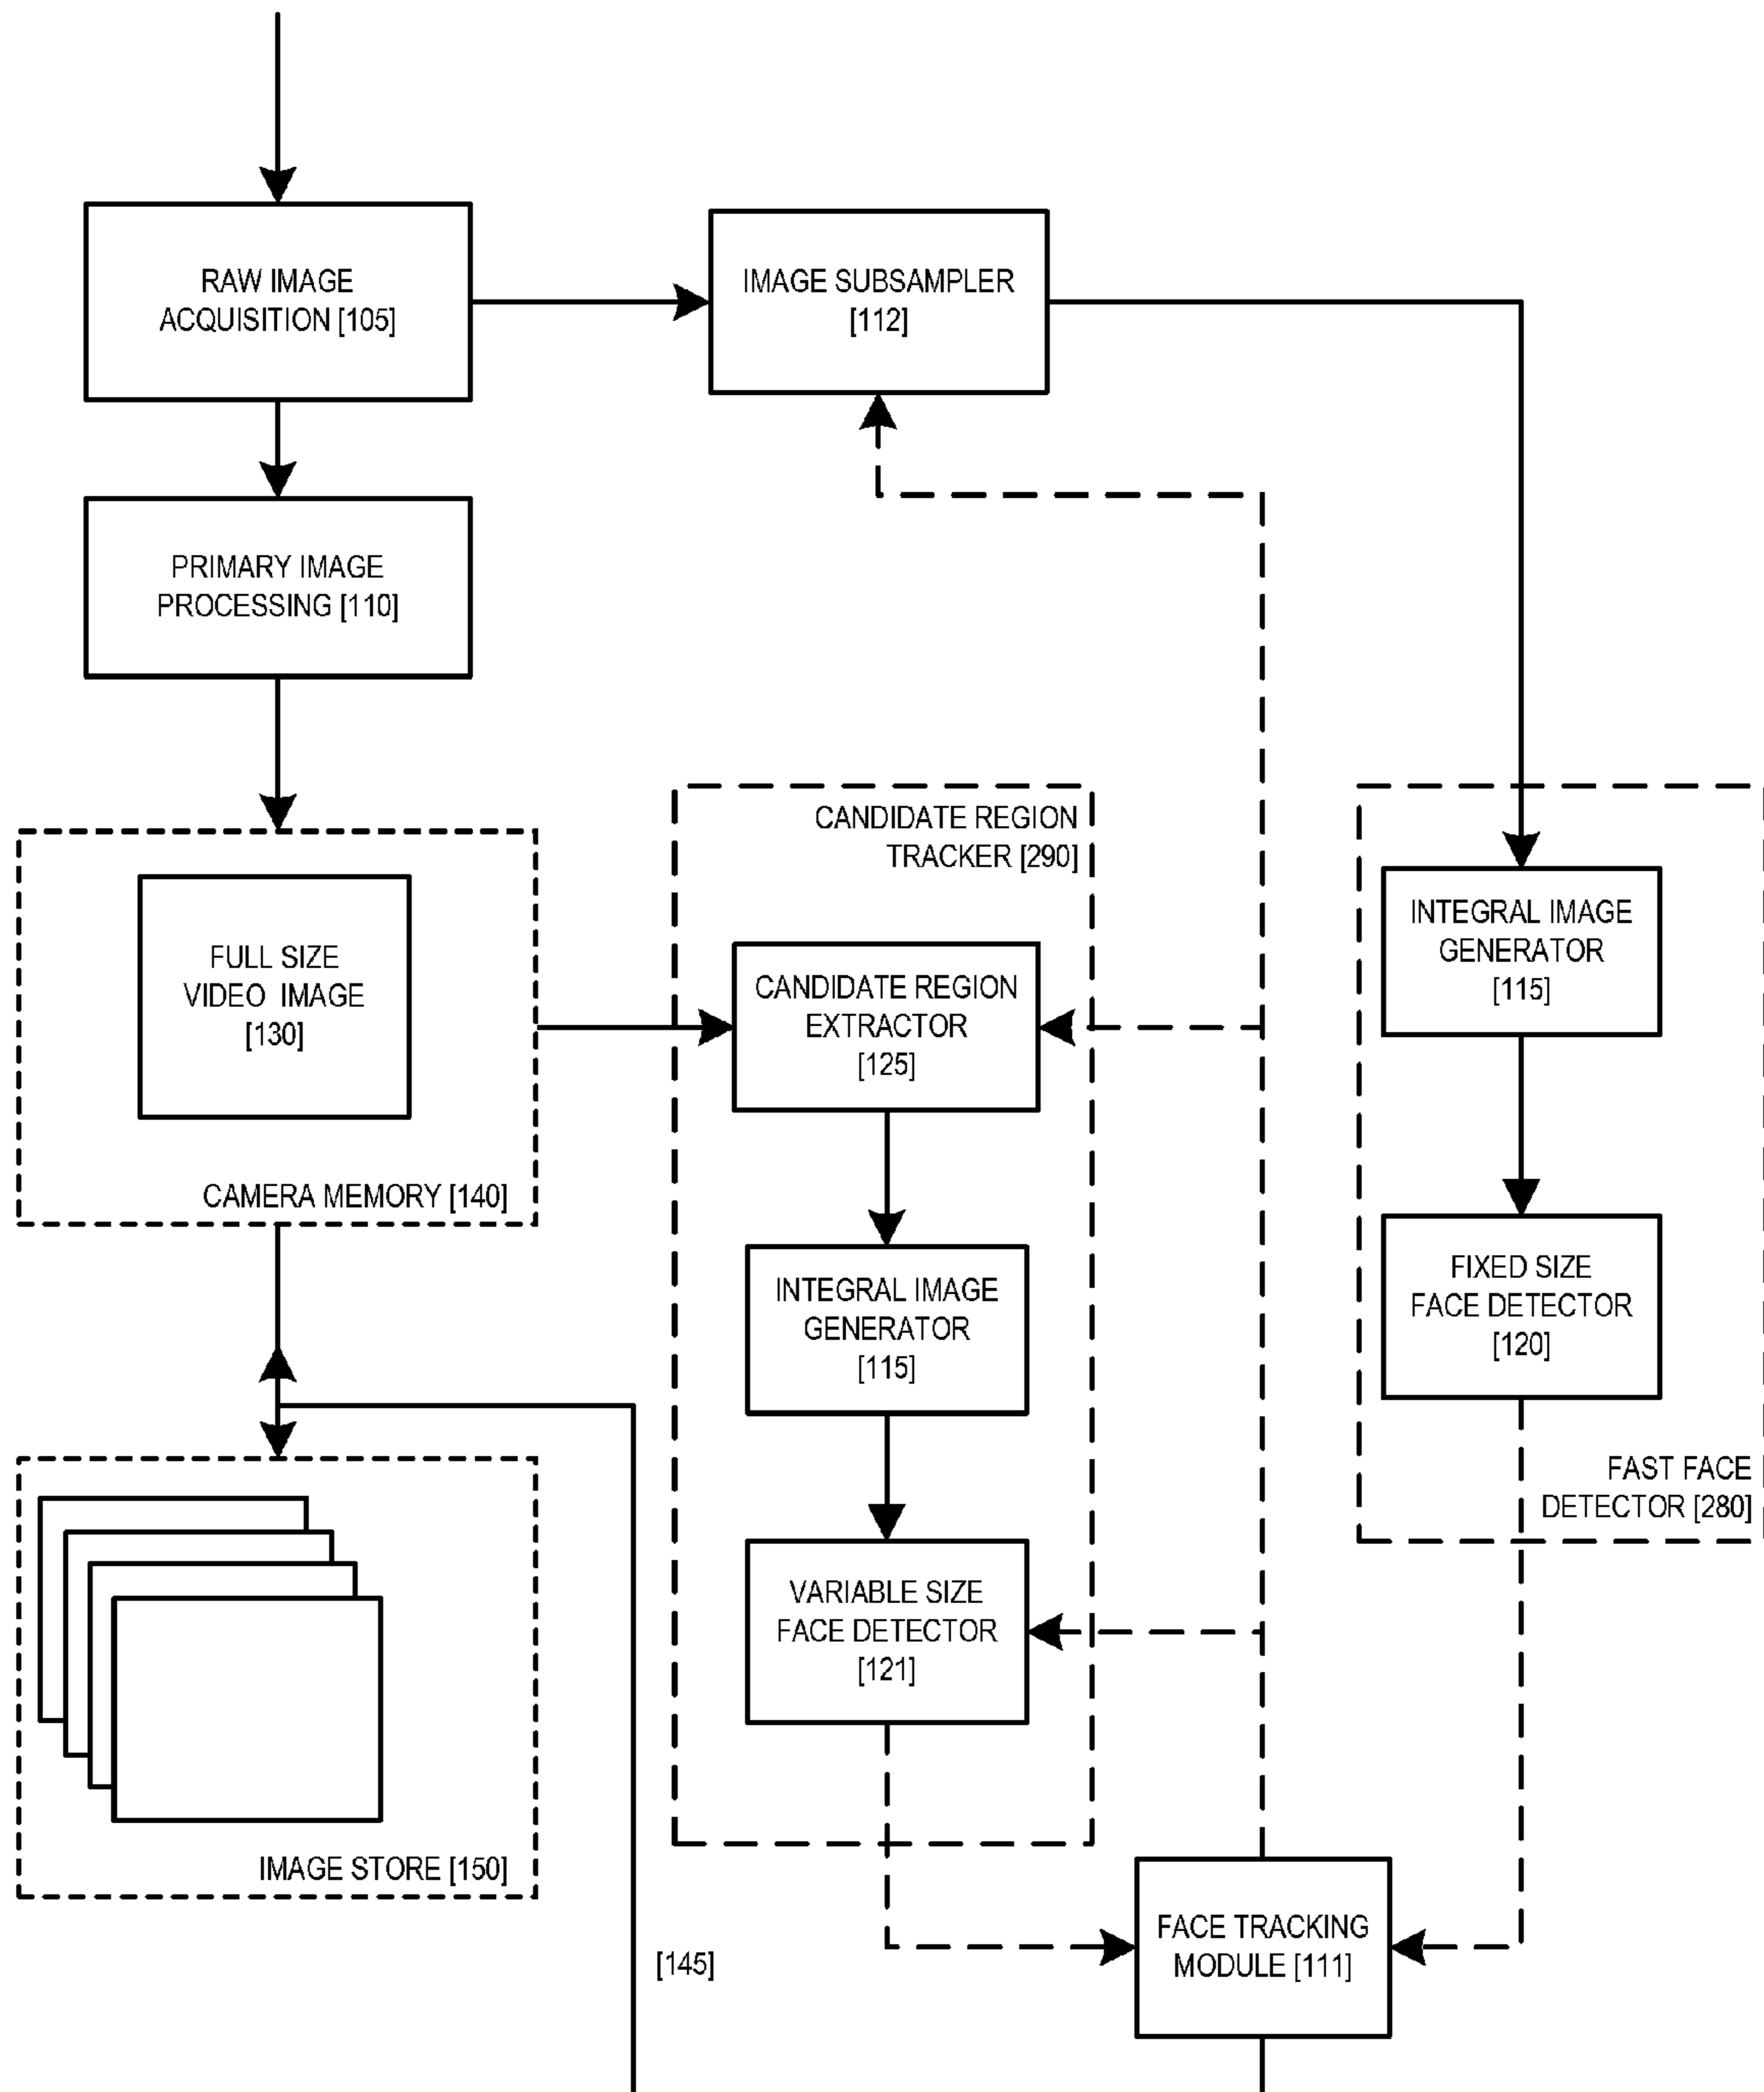 RAW IMAGE
ACQUISITION [105]
IMAGE SUBSAMPLER
[112]
PRIMARY IMAGE
PROCESSING [110]
CANDIDATE REGION
TRACKER [290]
FULL SIZE
VIDEO IMAGE
[130]
CAMERA MEMORY [140]
CANDIDATE REGION
EXTRACTOR
[125]
INTEGRAL IMAGE
GENERATOR
[115]
INTEGRAL IMAGE
GENERATOR
[115]
FIXED SIZE
FACE DETECTOR
[120]
FAST FACE
DETECTOR [280]
VARIABLE SIZE
FACE DETECTOR
[121]
IMAGE STORE [150]
[145]
FACE TRACKING
MODULE [111]